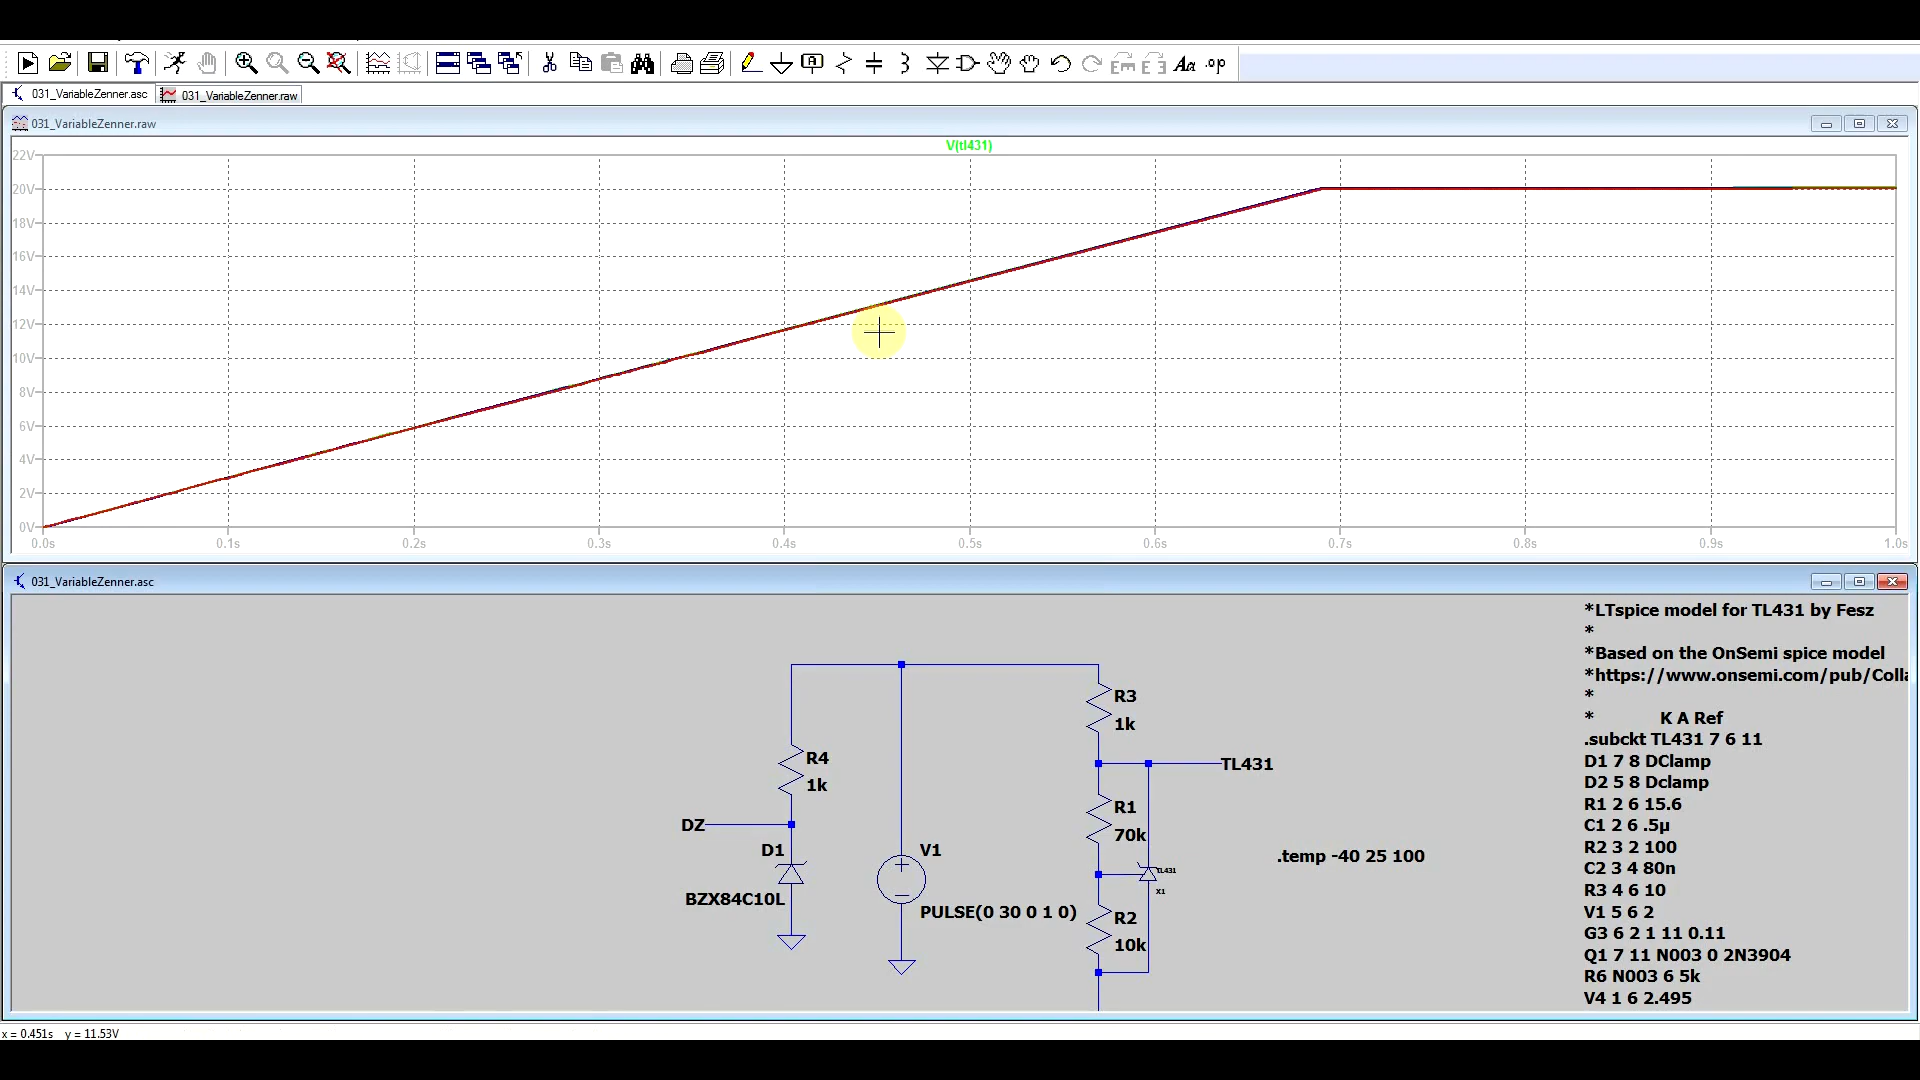 .op
031_VariableZenner.asc
031_VariableZenner.raw
031_VariableZenner.raw
V(tl431)
22V
20V
18V
16V
14V
12V
10V
8V
6V
4V
2V
0V
0.0s 0.1s 0.2s 0.3s 0.4s 0.5s 0.6s 0.7s 0.8s 0.9s 1.0s
031_VariableZenner.asc
R4
1k
DZ
D1
BZX84C10L
V1
PULSE(0 30 0 1 0)
R3
1k
TL431
R1
70k
TL431
X1
R2
10k
.temp -40 25 100
*LTspice model for TL431 by Fesz
*
*Based on the OnSemi spice model
*https://www.onsemi.com/pub/Colla
*
* K A Ref
.subckt TL431 7 6 11
D1 7 8 DClamp
D2 5 8 Dclamp
R1 2 6 15.6
C1 2 6 .5µ
R2 3 2 100
C2 3 4 80n
R3 4 6 10
V1 5 6 2
G3 6 2 1 11 0.11
Q1 7 11 N003 0 2N3904
R6 N003 6 5k
V4 1 6 2.495
x = 0.451s y = 11.53V